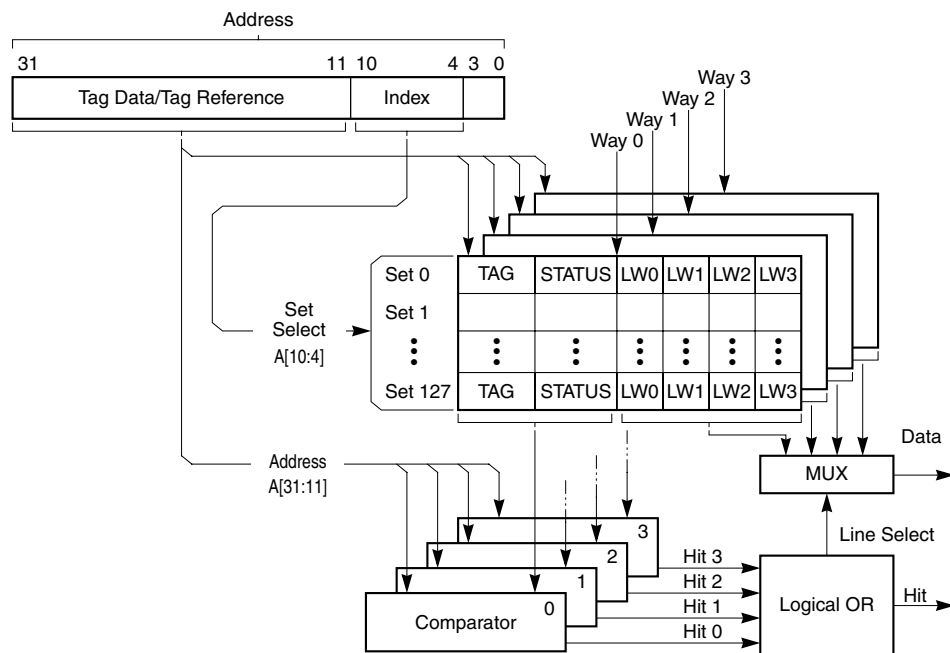 Address
31 11 10 4 3 0
Tag Data/Tag Reference Index
Way 3
Way 2
Way 1
Way 0
Set 0 TAG STATUS LW0 LW1 LW2 LW3
Set 1
Set
Select
A[10:4]
Set 127 TAG STATUS LW0 LW1 LW2 LW3
Data
Address
A[31:11]
MUX
Line Select
3
2
1
0
Comparator
Hit 3
Hit 2
Hit 1
Hit 0
Logical OR
Hit